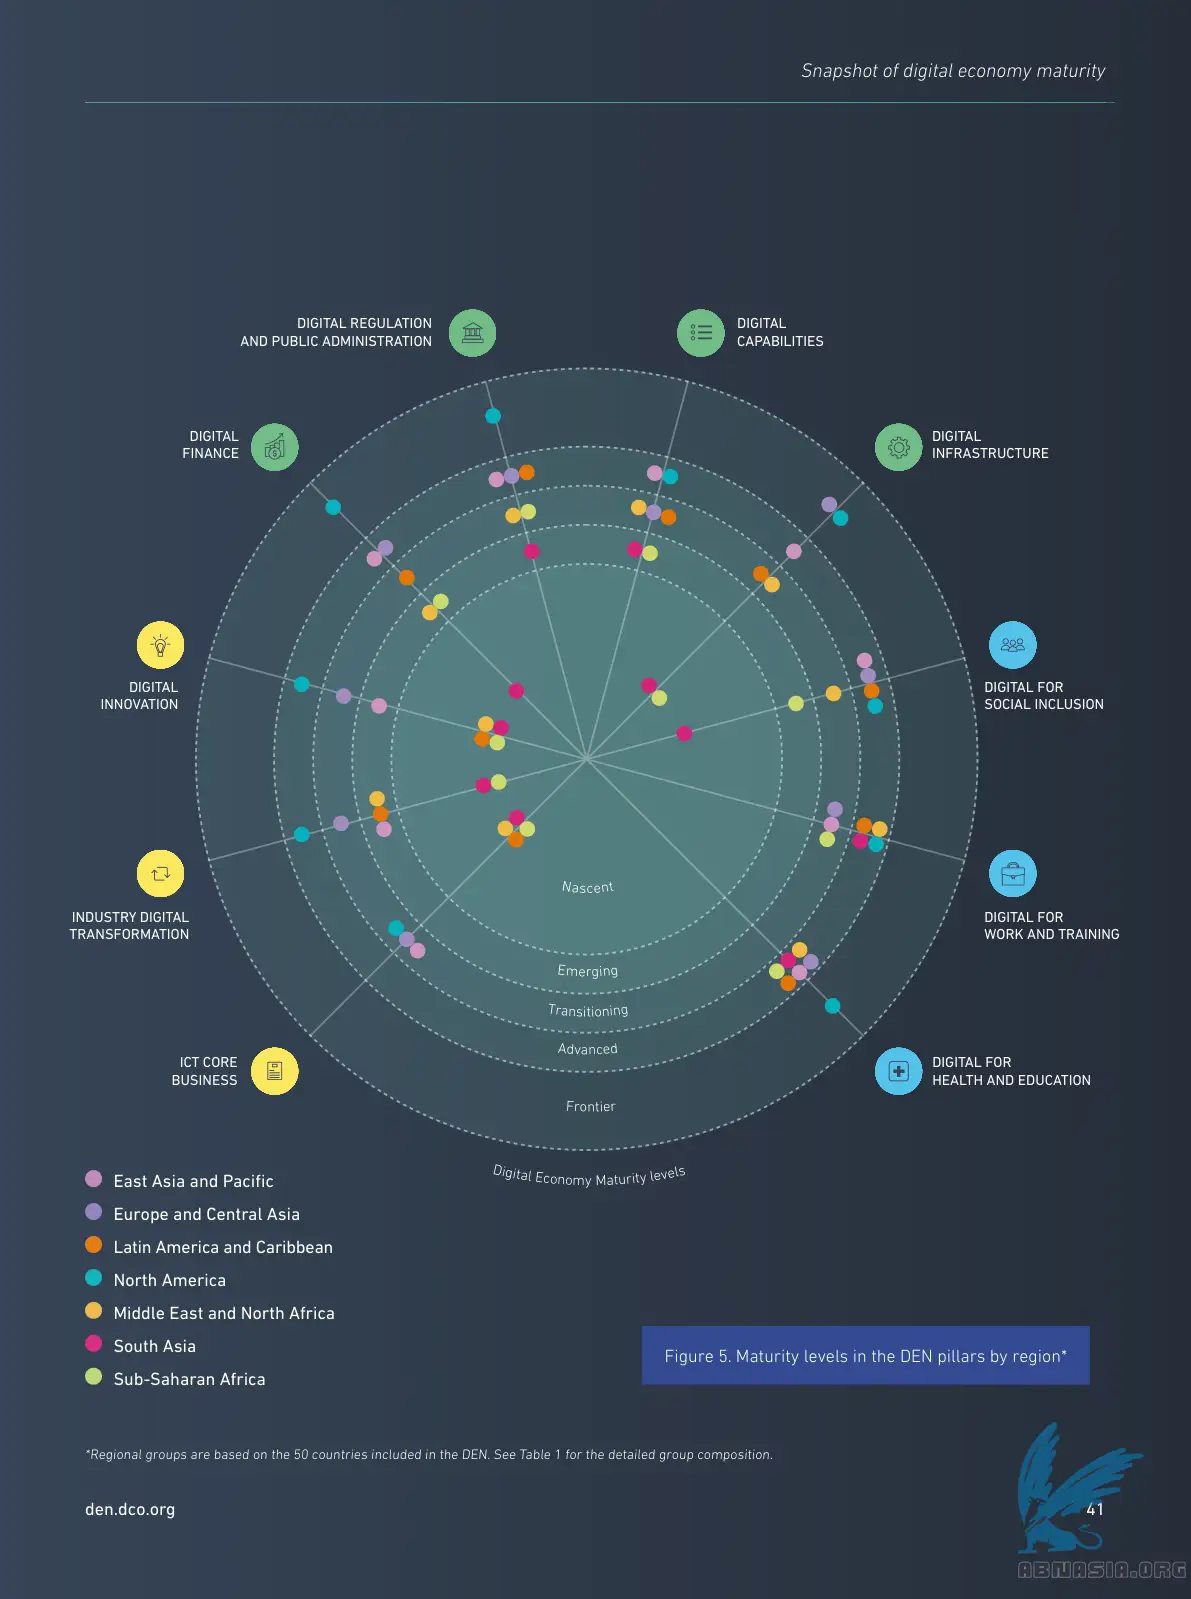 Snapshot of digital economy maturity
DIGITAL REGULATION
AND PUBLIC ADMINISTRATION
DIGITAL
CAPABILITIES
DIGITAL
FINANCE
DIGITAL
INFRASTRUCTURE
DIGITAL
INNOVATION
DIGITAL FOR
SOCIAL INCLUSION
INDUSTRY DIGITAL
TRANSFORMATION
DIGITAL FOR
WORK AND TRAINING
ICT CORE
BUSINESS
DIGITAL FOR
HEALTH AND EDUCATION
Nascent
Emerging
Transitioning
Advanced
Frontier
Digital Economy Maturity levels
East Asia and Pacific
Europe and Central Asia
Latin America and Caribbean
North America
Middle East and North Africa
South Asia
Sub-Saharan Africa
Figure 5. Maturity levels in the DEN pillars by region*
*Regional groups are based on the 50 countries included in the DEN. See Table 1 for the detailed group composition.
den.dco.org
41
ABNASIA.ORG